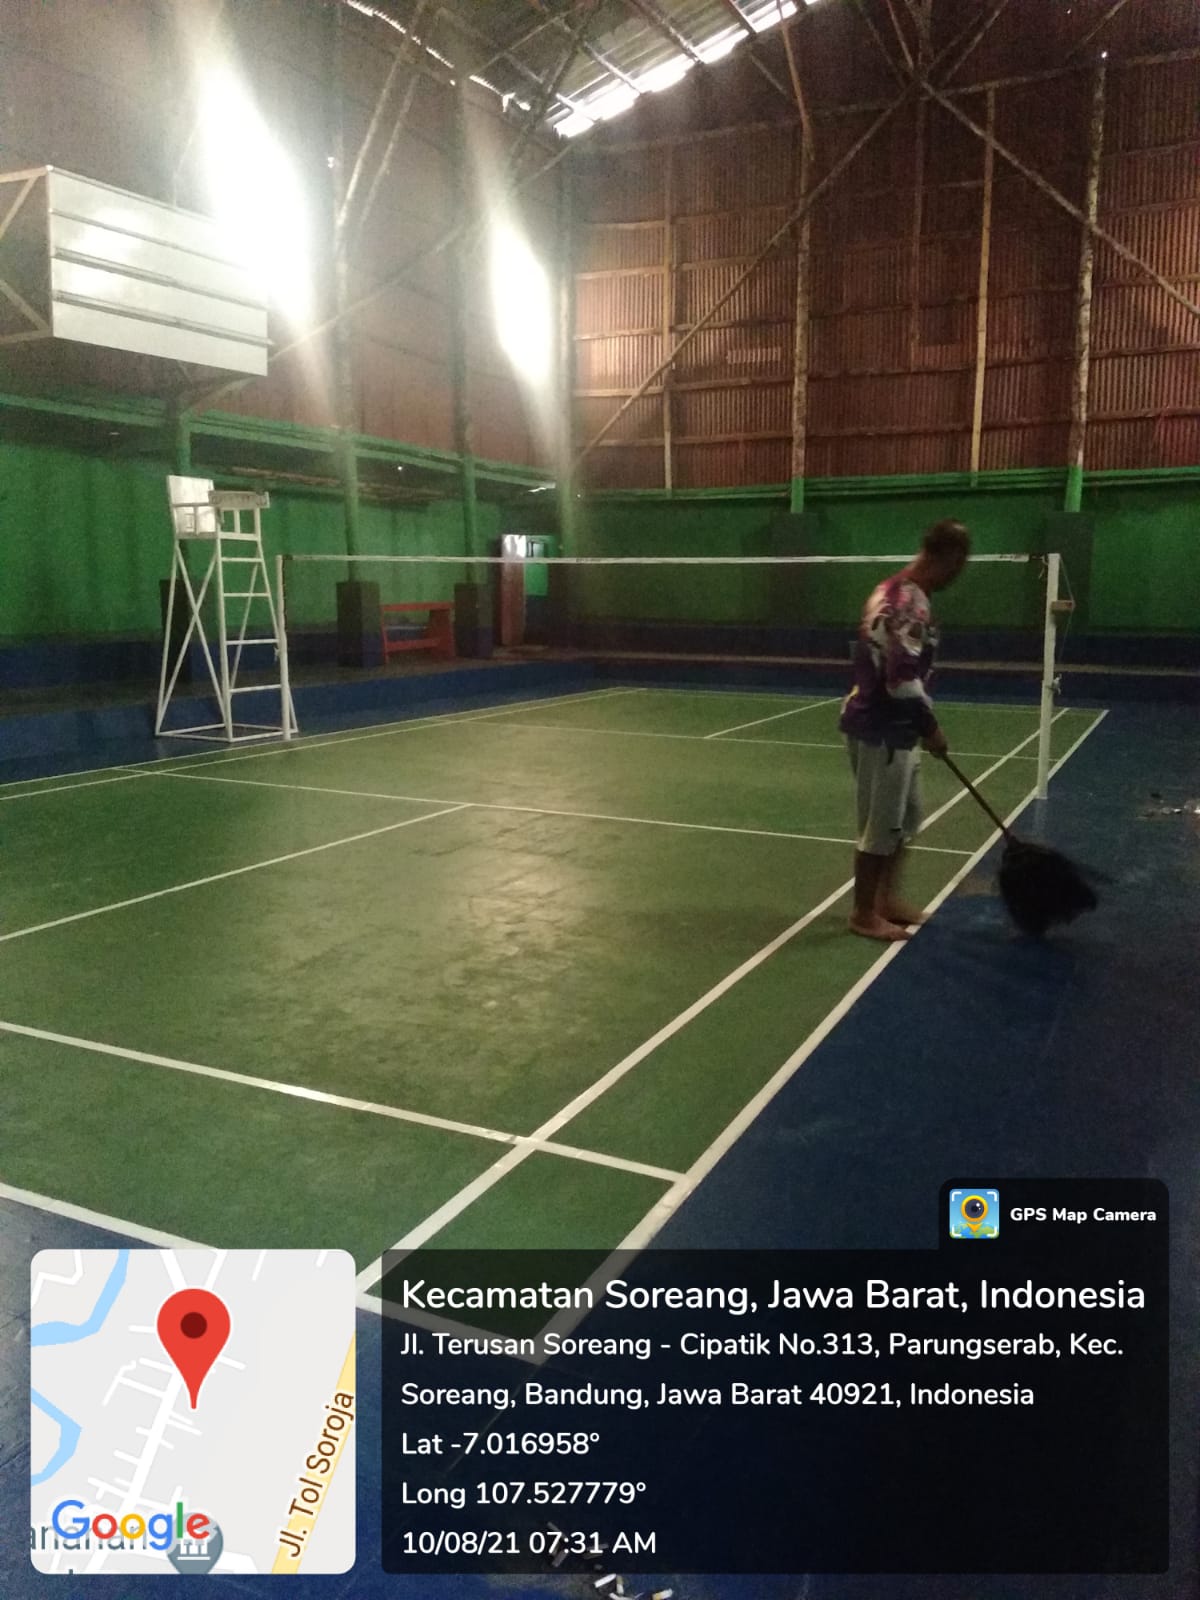 GPS Map Camera
Kecamatan Soreang, Jawa Barat, Indonesia
Jl. Terusan Soreang - Cipatik No.313, Parungserab, Kec.
Soreang, Bandung, Jawa Barat 40921, Indonesia
Lat -7.016958°
Long 107.527779°
10/08/21 07:31 AM
Jl. Tol Soroja
Google